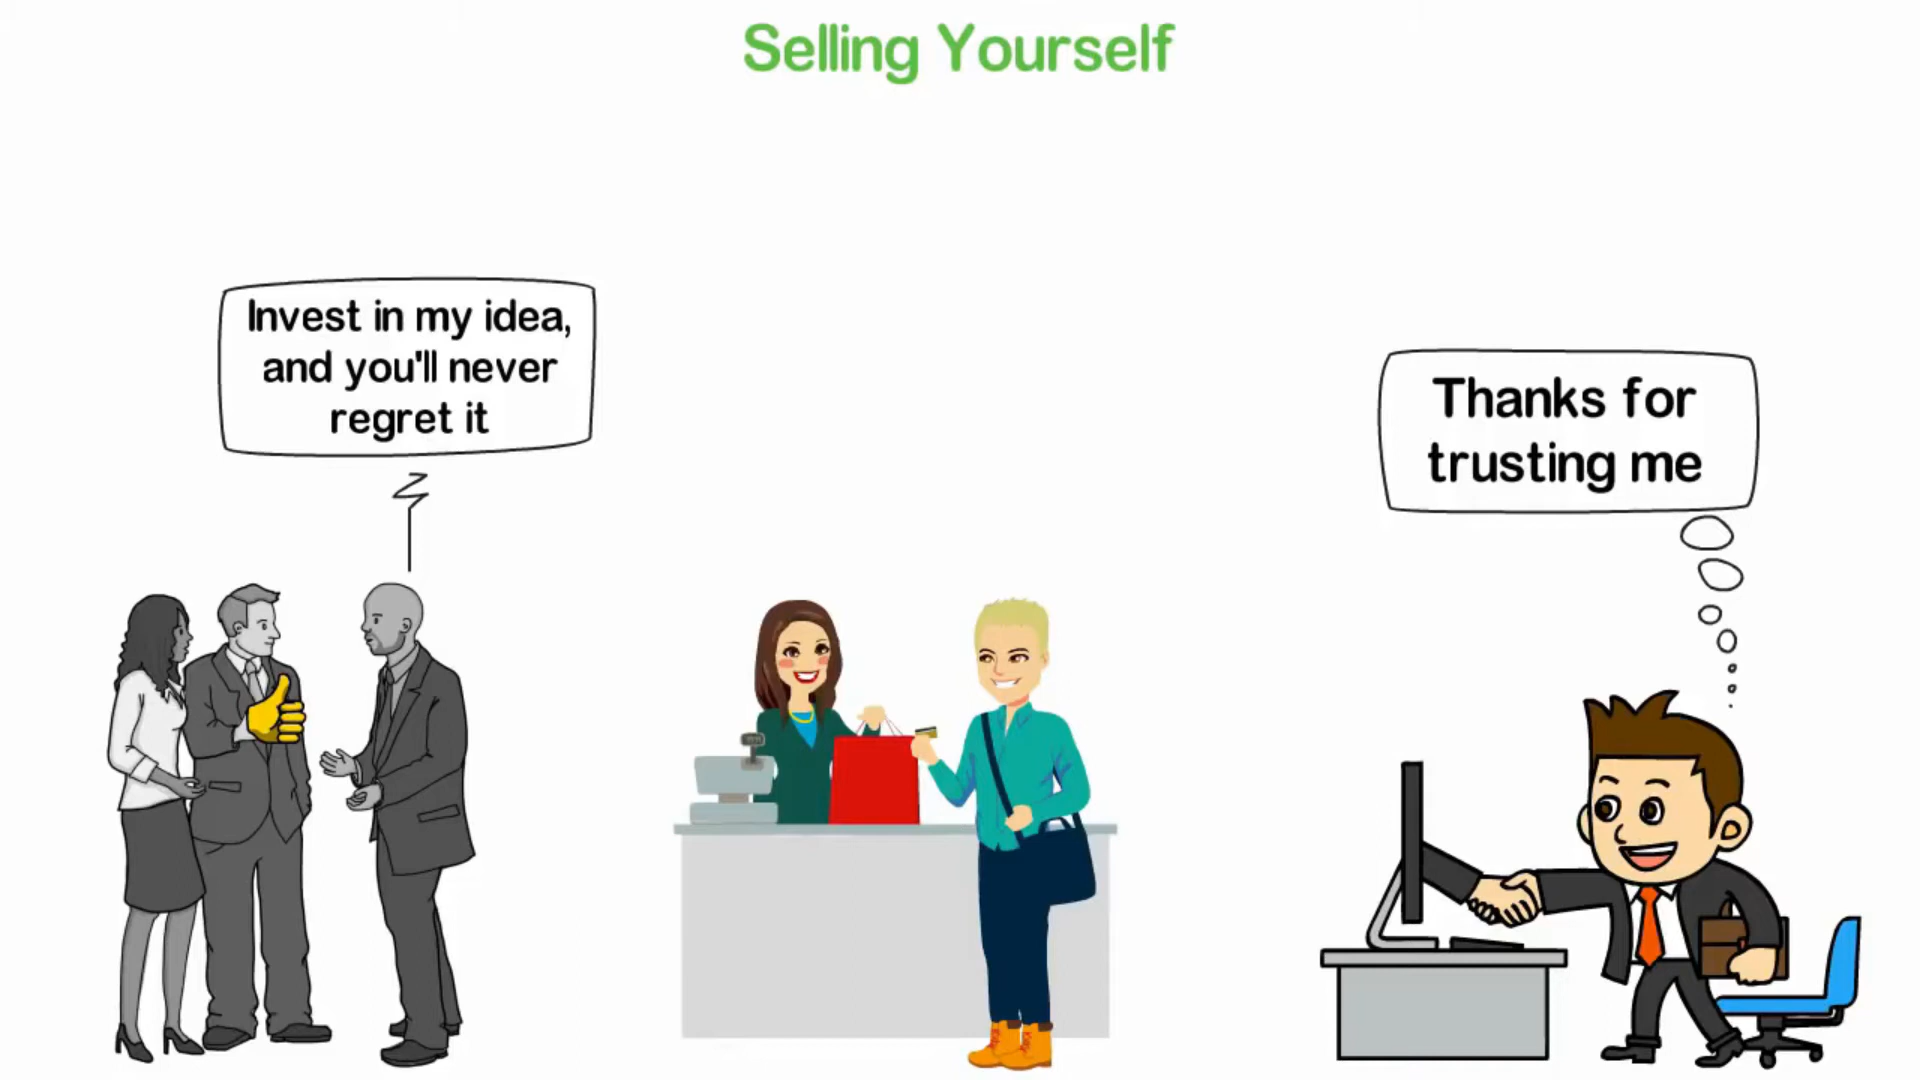 Selling Yourself
Invest in my idea,
and you'll never
regret it
Thanks for
trusting me